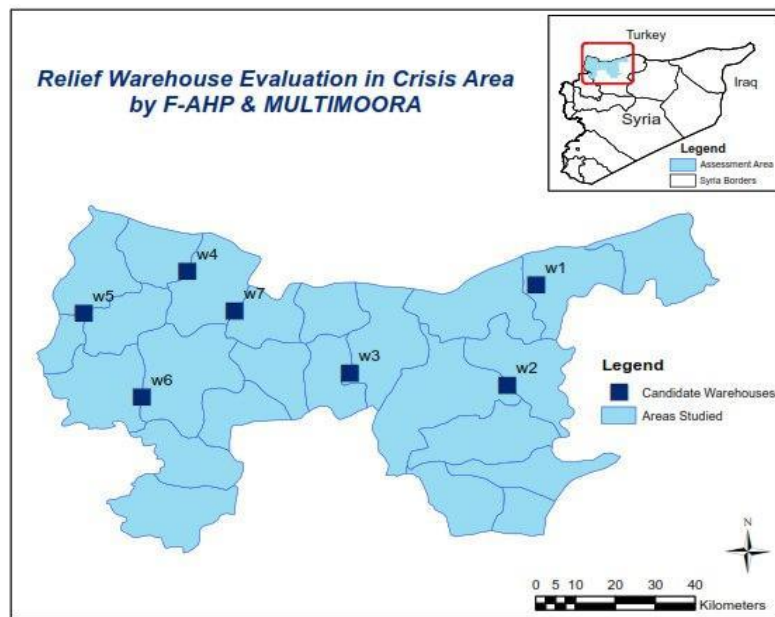 Relief Warehouse Evaluation in Crisis Area
by F-AHP & MULTIMOORA
Turkey
Iraq
Syria
Legend
Assessment Area
Syria Borders
w4
w1
w5
w7
w3
w2
w6
Legend
Candidate Warehouses
Areas Studied
N
0 5 10 20 30 40
Kilometers